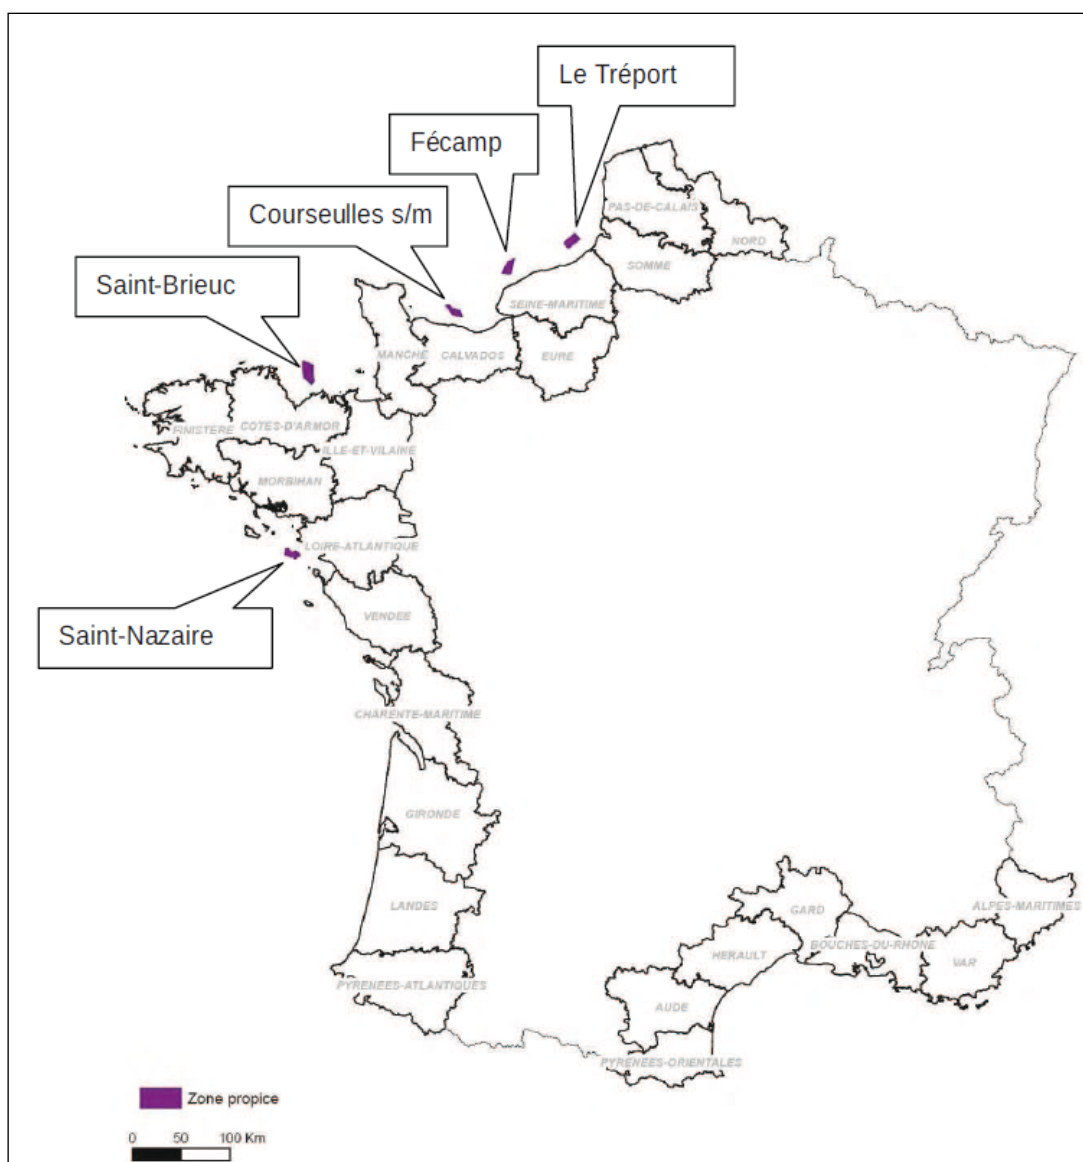 Le Tréport
Fécamp
Courseulles s/m
Saint-Brieuc
PAS-DE-CALAIS
NORD
SOMME
SEINE-MARITIME
MANCHE
CALVADOS
EURE
FINISTERE
COTES-D'ARMOR
ILLE-ET-VILAINE
MORBIHAN
LOIRE-ATLANTIQUE
VENDEE
Saint-Nazaire
CHARENTE-MARITIME
GIRONDE
LANDES
PYRENEES-ATLANTIQUES
GARD
ALPES-MARITIMES
BOUCHES-DU-RHONE
HERAULT
VAR
AUDE
PYRENEES-ORIENTALES
Zone propice
0 50 100 Km